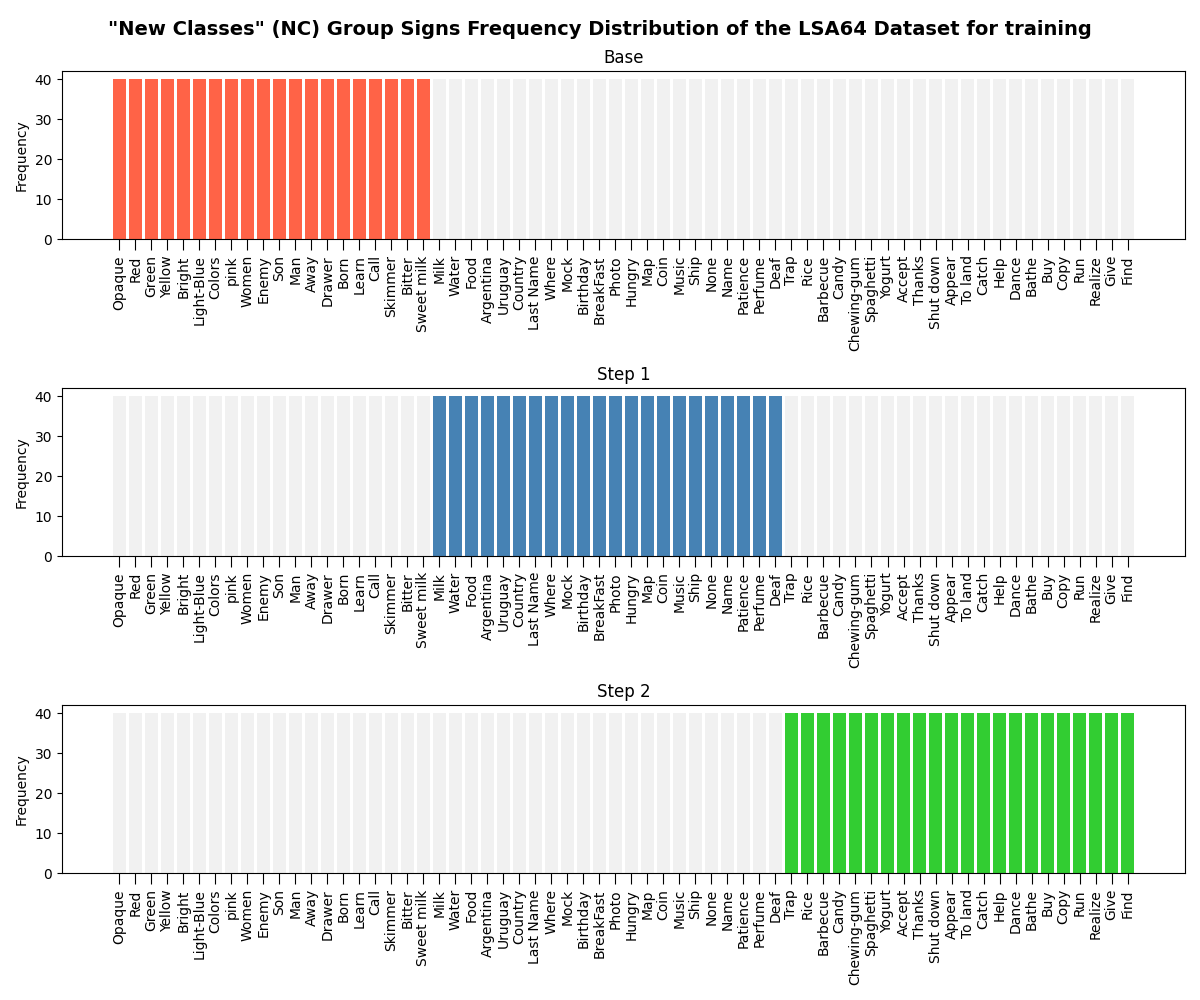 "New Classes" (NC) Group Signs Frequency Distribution of the LSA64 Dataset for training
Base
Frequency
40
30
20
10
0
Opaque
Red
Green
Yellow
Bright
Light-Blue
Colors
pink
Women
Enemy
Son
Man
Away
Drawer
Born
Learn
Call
Skimmer
Bitter
Sweet milk
Milk
Water
Food
Argentina
Uruguay
Country
Last Name
Where
Mock
Birthday
BreakFast
Photo
Hungry
Map
Coin
Music
Ship
None
Name
Patience
Perfume
Deaf
Trap
Rice
Barbecue
Candy
Chewing-gum
Spaghetti
Yogurt
Accept
Thanks
Shut down
Appear
To land
Catch
Help
Dance
Bathe
Buy
Copy
Run
Realize
Give
Find
Step 1
Frequency
40
30
20
10
0
Opaque
Red
Green
Yellow
Bright
Light-Blue
Colors
pink
Women
Enemy
Son
Man
Away
Drawer
Born
Learn
Call
Skimmer
Bitter
Sweet milk
Milk
Water
Food
Argentina
Uruguay
Country
Last Name
Where
Mock
Birthday
BreakFast
Photo
Hungry
Map
Coin
Music
Ship
None
Name
Patience
Perfume
Deaf
Trap
Rice
Barbecue
Candy
Chewing-gum
Spaghetti
Yogurt
Accept
Thanks
Shut down
Appear
To land
Catch
Help
Dance
Bathe
Buy
Copy
Run
Realize
Give
Find
Step 2
Frequency
40
30
20
10
0
Opaque
Red
Green
Yellow
Bright
Light-Blue
Colors
pink
Women
Enemy
Son
Man
Away
Drawer
Born
Learn
Call
Skimmer
Bitter
Sweet milk
Milk
Water
Food
Argentina
Uruguay
Country
Last Name
Where
Mock
Birthday
BreakFast
Photo
Hungry
Map
Coin
Music
Ship
None
Name
Patience
Perfume
Deaf
Trap
Rice
Barbecue
Candy
Chewing-gum
Spaghetti
Yogurt
Accept
Thanks
Shut down
Appear
To land
Catch
Help
Dance
Bathe
Buy
Copy
Run
Realize
Give
Find